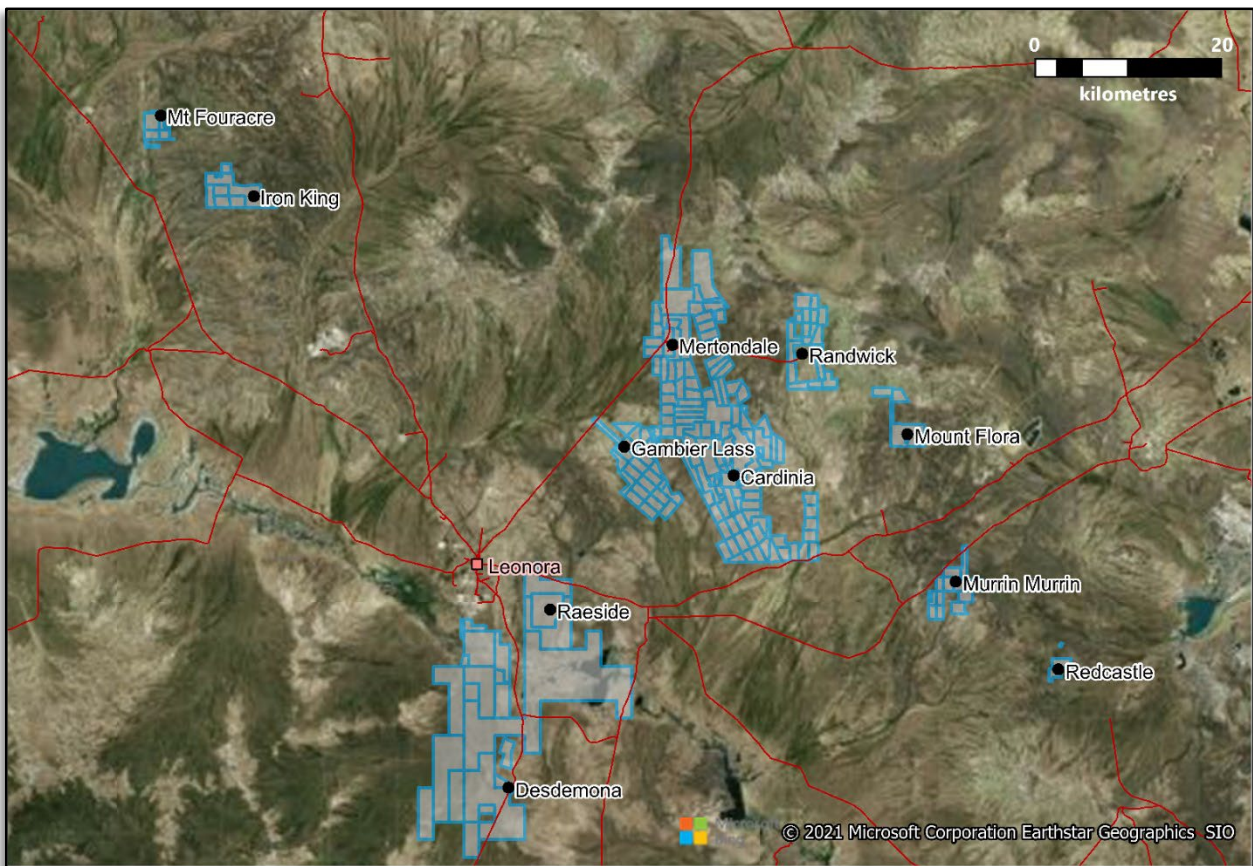 0 20
kilometres
Mt Fouracre
Iron King
Mertondale
Randwick
Mount Flora
Gambier Lass
Cardinia
Leonora
Murrin Murrin
Raeside
Redcastle
Desdemona
© 2021 Microsoft Corporation Earthstar Geographics SIO